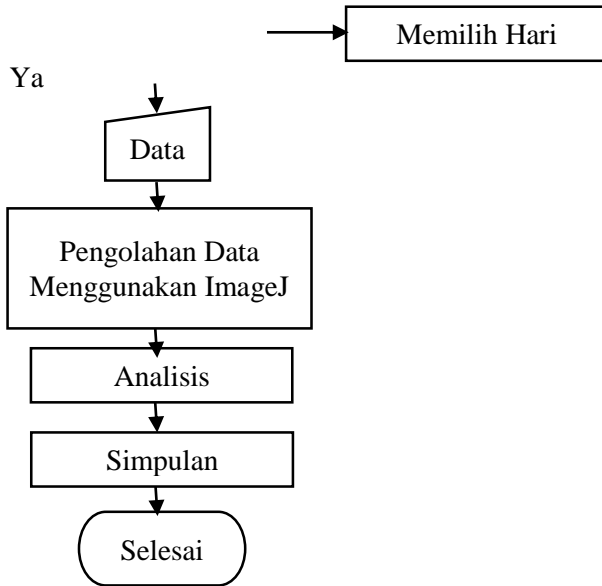 Memilih Hari
Ya
Data
Pengolahan Data
Menggunakan ImageJ
Analisis
Simpulan
Selesai